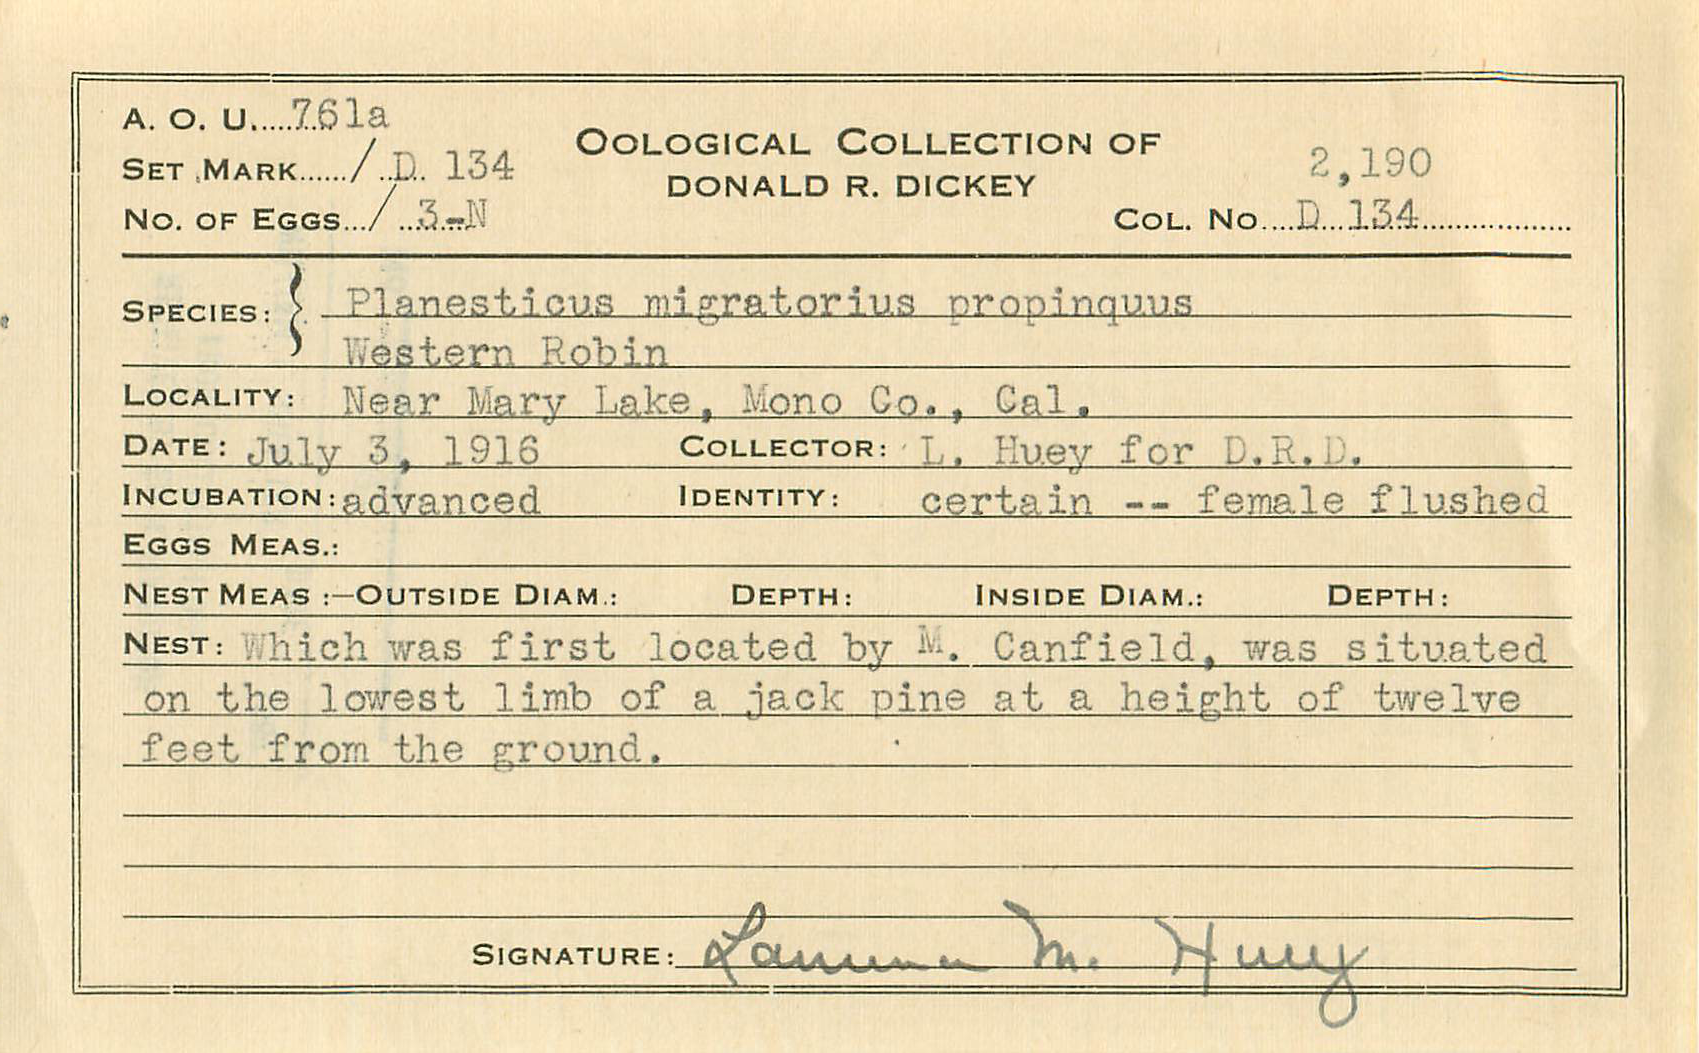 A. O. U.....761a
SET MARK....../ ..D. 134
NO. OF EGGS.../ ..3-N
OOLOGICAL COLLECTION OF
DONALD R. DICKEY
2,190
COL. NO....D 134
SPECIES: Planesticus migratorius propinquus
Western Robin
LOCALITY: Near Mary Lake, Mono Co., Cal.
DATE: July 3, 1916 COLLECTOR: L. Huey for D.R.D.
INCUBATION: advanced IDENTITY: certain -- female flushed
EGGS MEAS.:
NEST MEAS :—OUTSIDE DIAM.: DEPTH: INSIDE DIAM.: DEPTH:
NEST: Which was first located by M. Canfield, was situated
on the lowest limb of a jack pine at a height of twelve
feet from the ground.
SIGNATURE: Laurence M. Huey